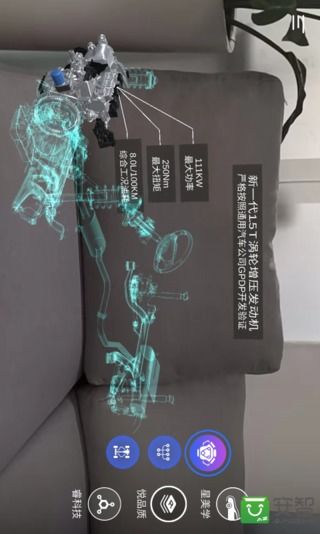 新一代1.5T涡轮增压发动机
严格按照通用汽车公司GPDP开发验证
111KW
最大功率
250Nm
最大扭矩
8.0L/100KM
综合工况油耗
星美学
悦品质
睿科技
安智